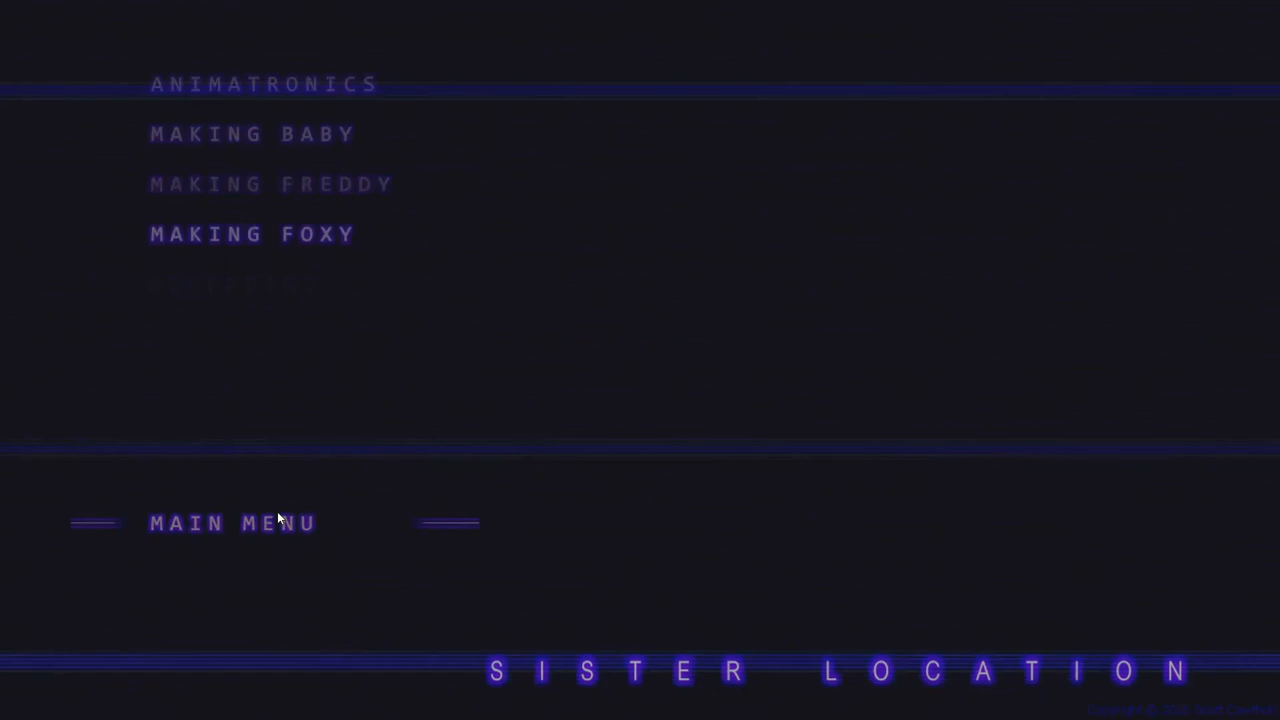 ANIMATRONICS
MAKING BABY
MAKING FREDDY
MAKING FOXY
MAIN MENU
SISTER LOCATION